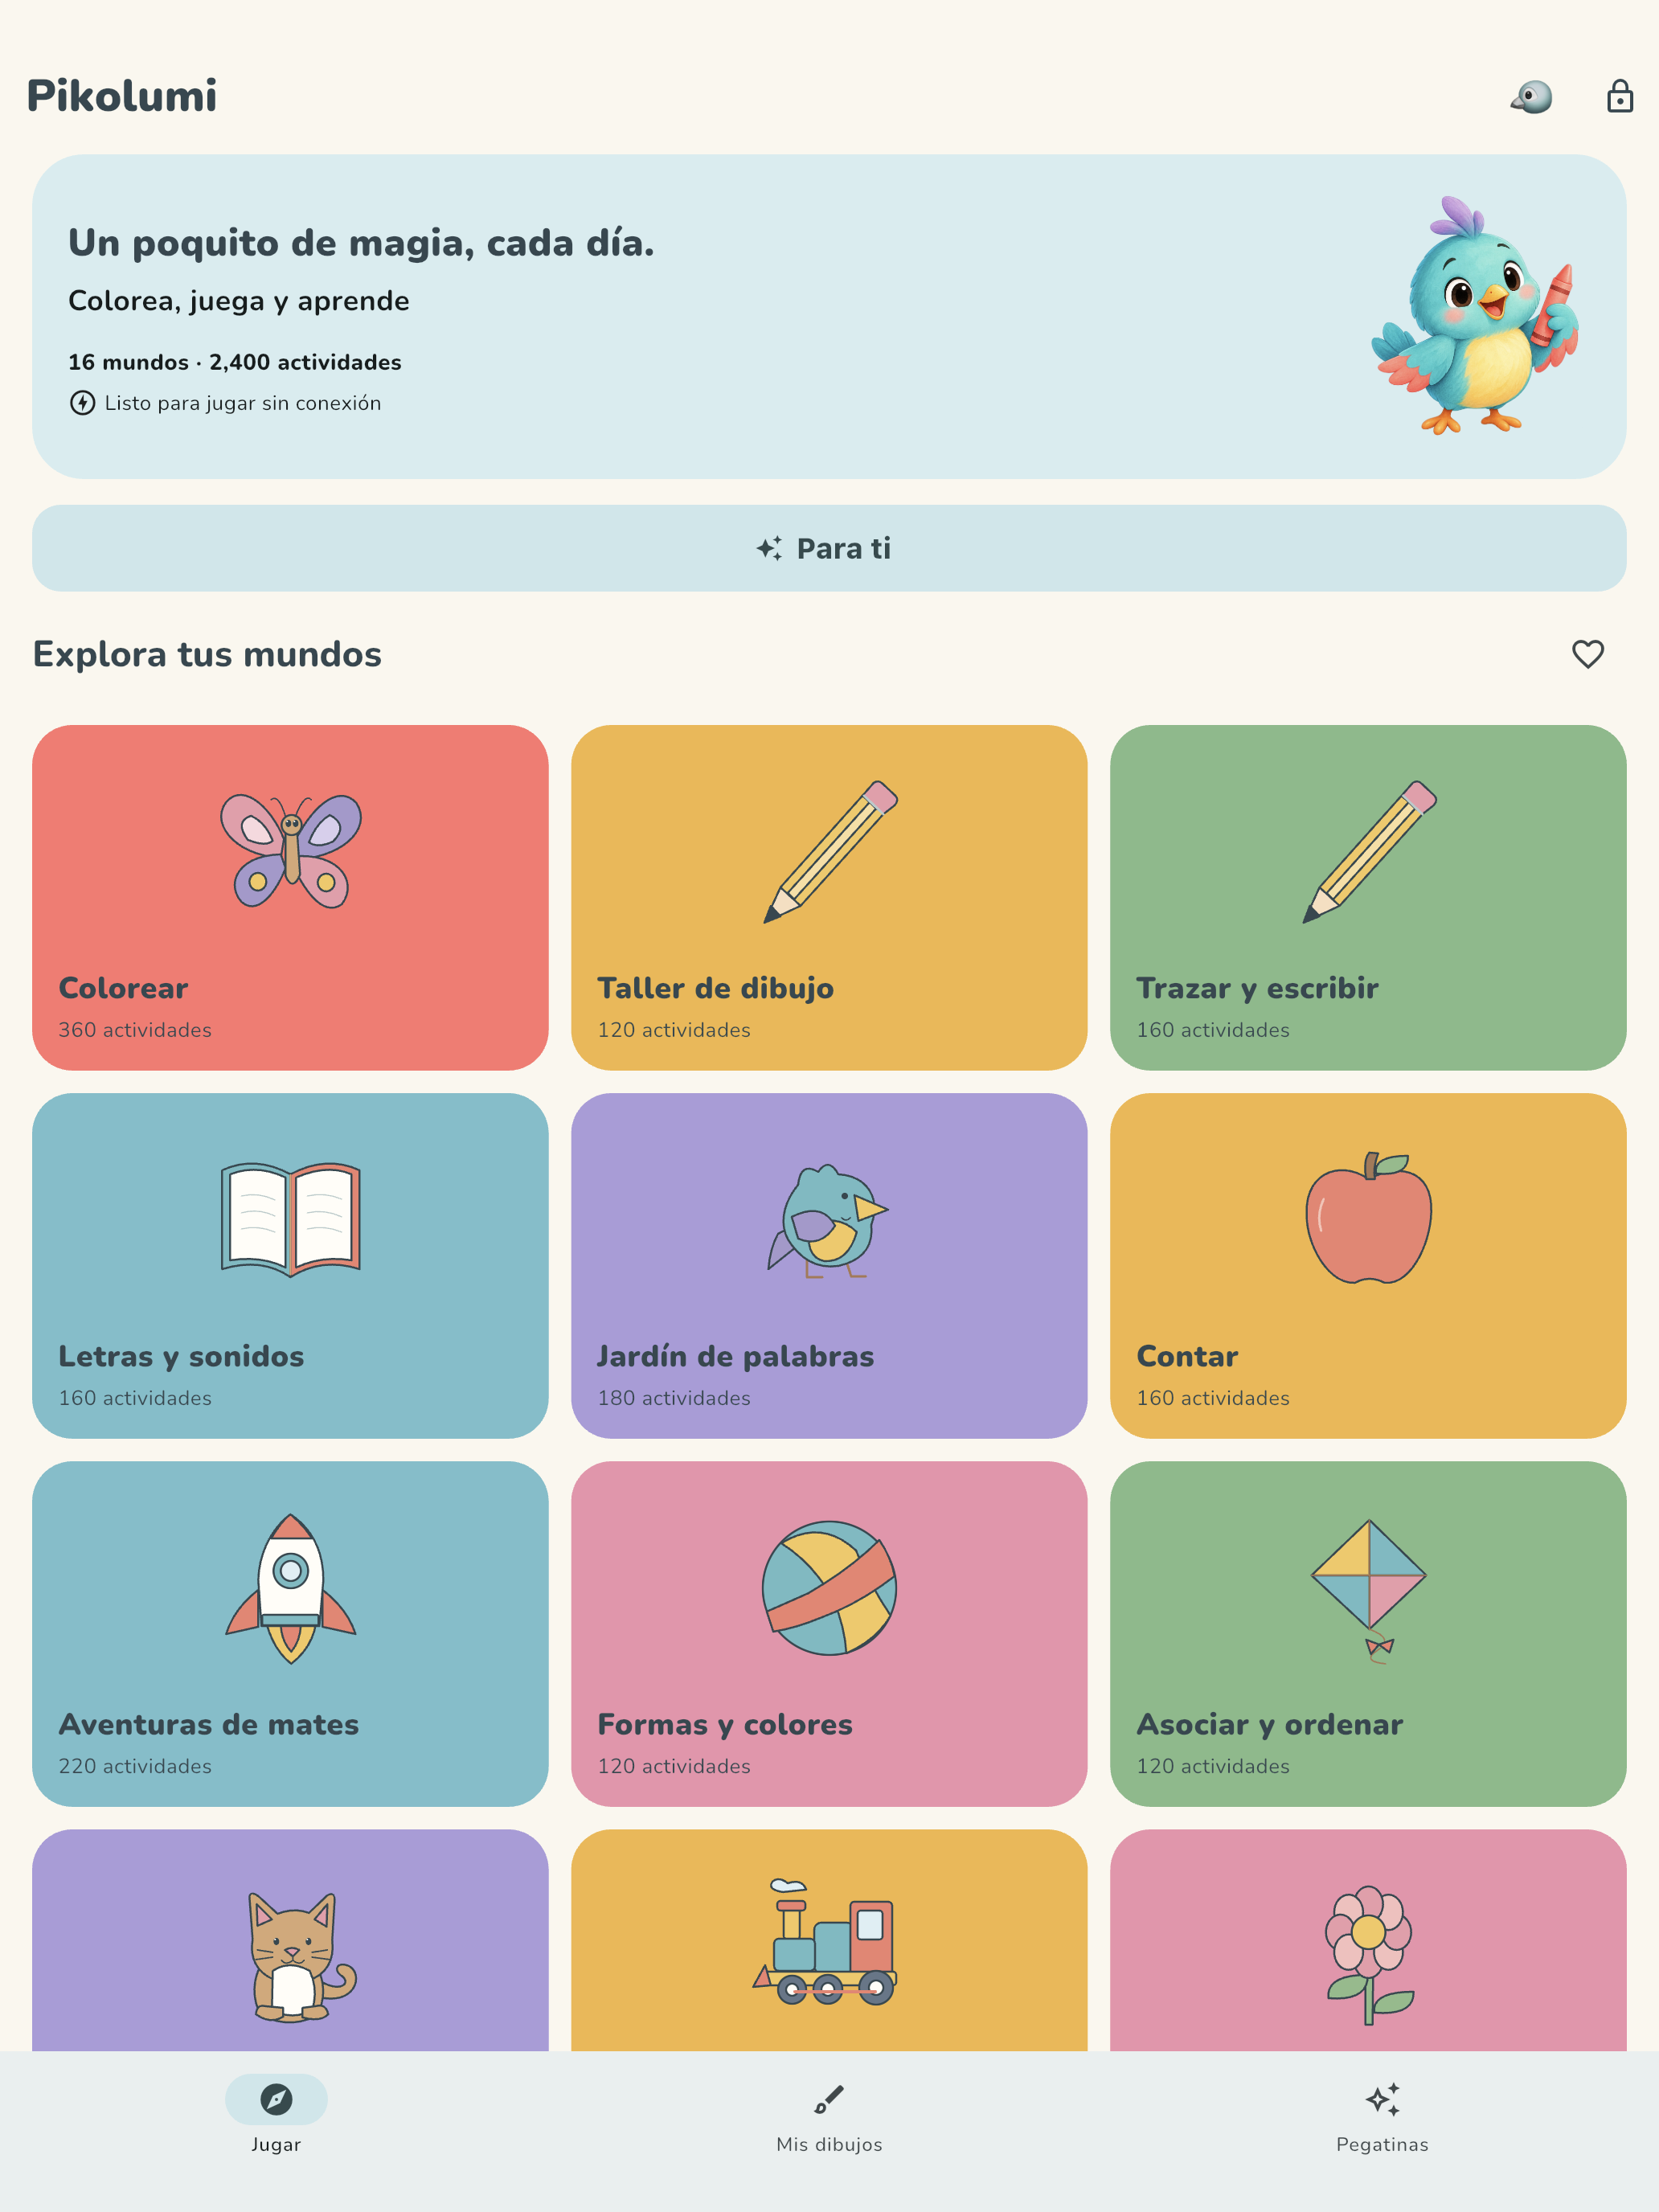 Pikolumi
Un poquito de magia, cada día.
Colorea, juega y aprende
16 mundos · 2,400 actividades
Listo para jugar sin conexión
Para ti
Explora tus mundos
Colorear
360 actividades
Taller de dibujo
120 actividades
Trazar y escribir
160 actividades
Letras y sonidos
160 actividades
Jardín de palabras
180 actividades
Contar
160 actividades
Aventuras de mates
220 actividades
Formas y colores
120 actividades
Asociar y ordenar
120 actividades
Jugar
Mis dibujos
Pegatinas